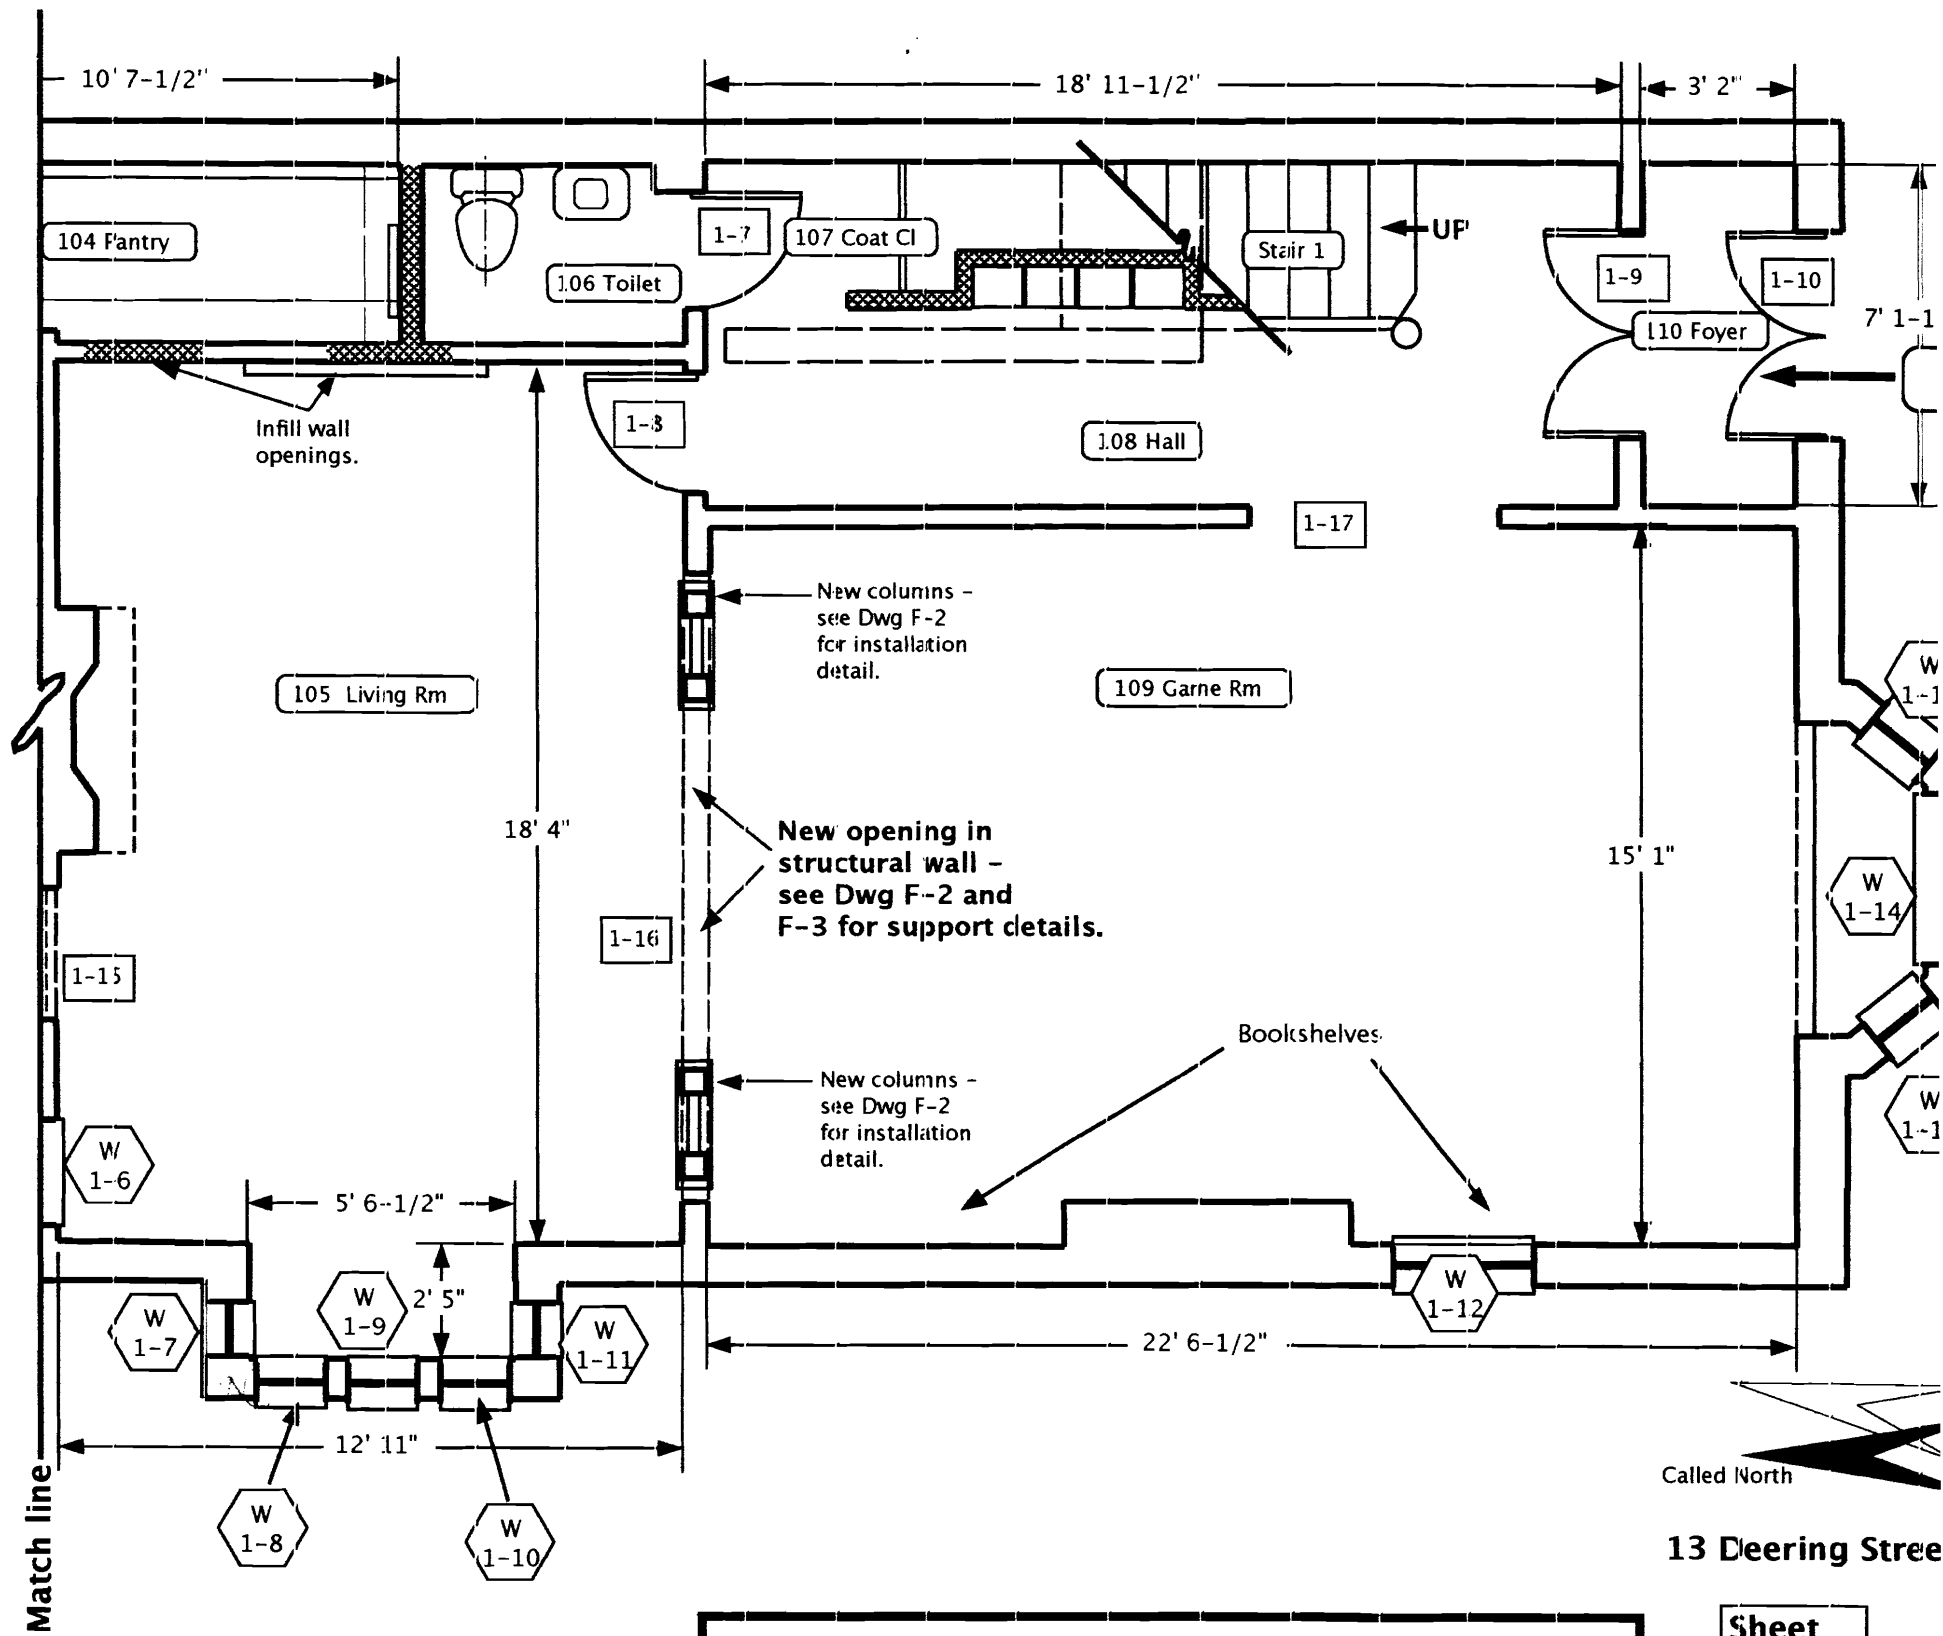 10' 7-1/2"
18' 11-1/2"
3' 2"
104 Pantry
1-7
107 Coat Cl
UP
Stair 1
106 Toilet
1-9
1-10
110 Foyer
7' 1-1
Infill wall
openings.
1-8
108 Hall
1-17
New columns -
see Dwg F-2
for installation
detail.
105 Living Rm
109 Game Rm
W
1-1
18' 4"
New opening in
structural wall -
see Dwg F-2 and
F-3 for support details.
15' 1"
W
1-14
1-16
1-15
Bookshelves
New columns -
see Dwg F-2
for installation
detail.
W
1-1
W
1-6
5' 6-1/2"
2' 5"
W
1-7
W
1-9
W
1-11
W
1-12
22' 6-1/2"
12' 11"
Called North
W
1-8
W
1-10
Match line
13 Deering Stree
Sheet